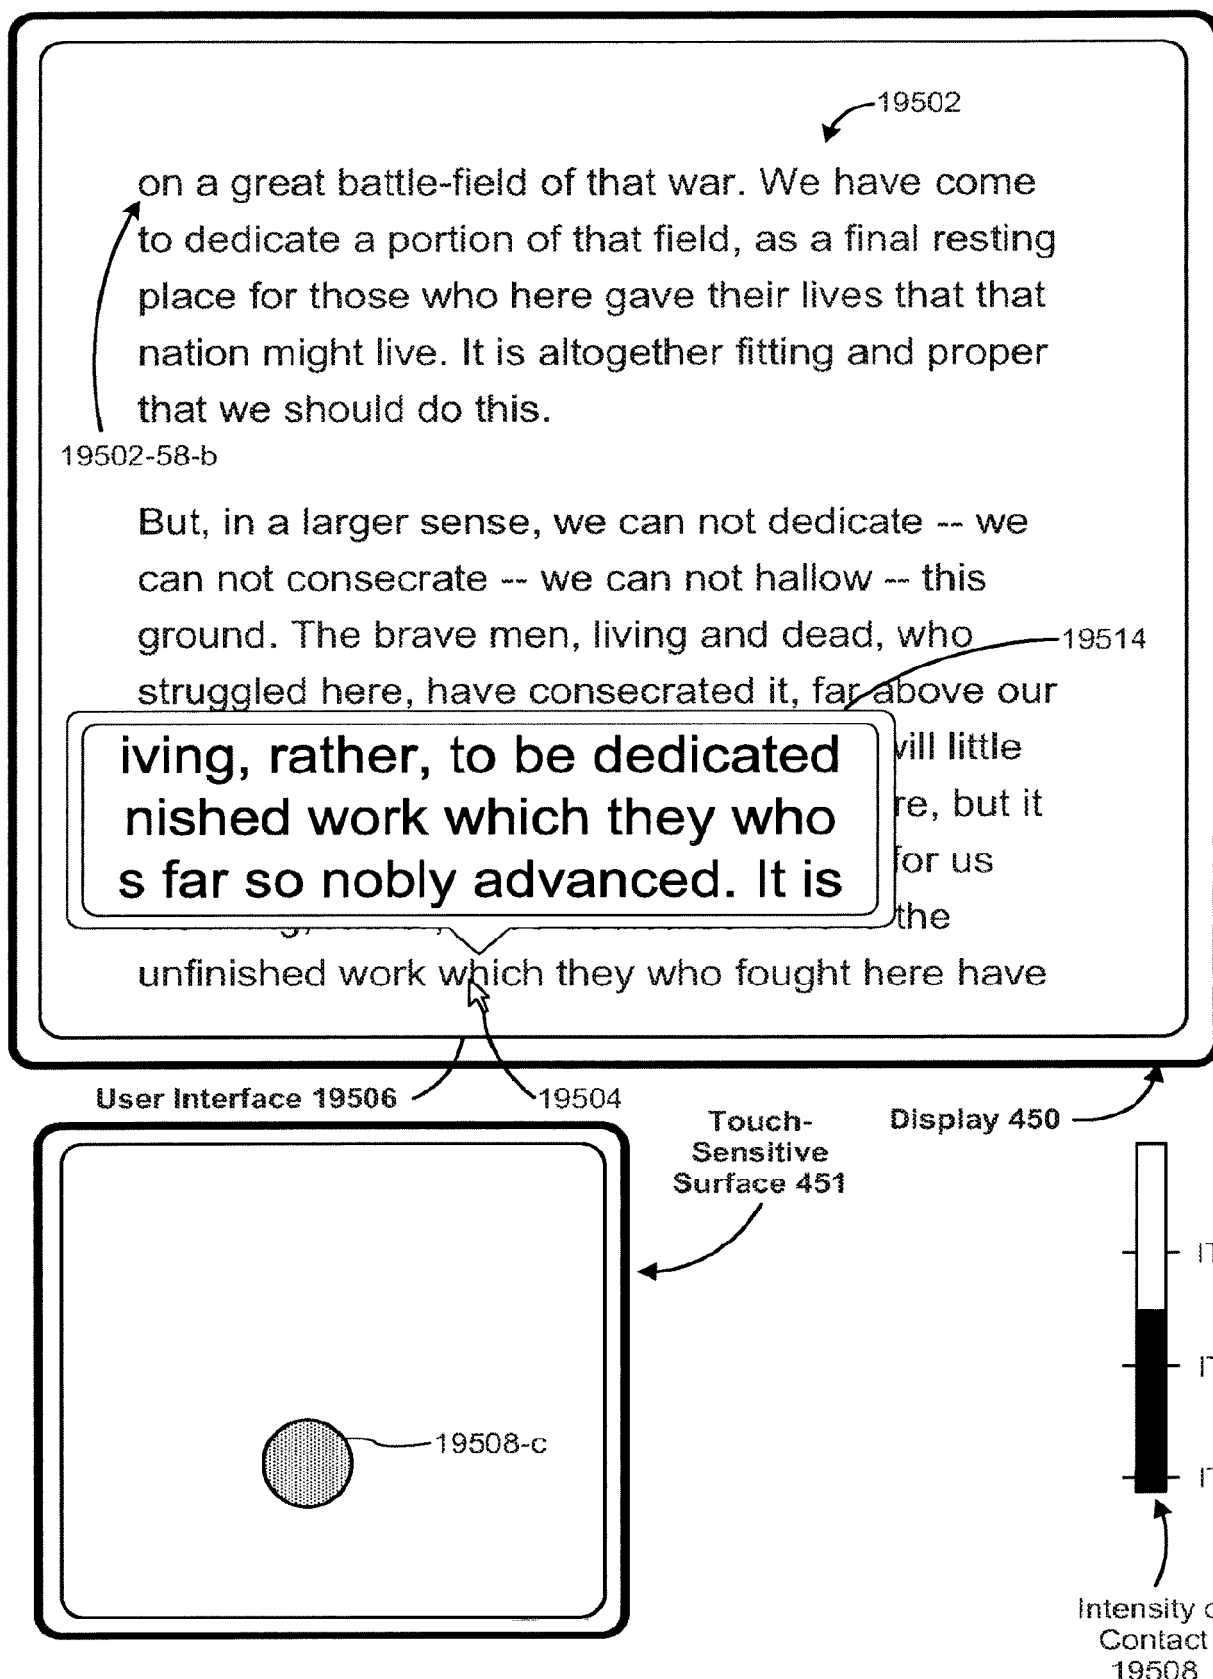 19502
on a great battle-field of that war. We have come
to dedicate a portion of that field, as a final resting
place for those who here gave their lives that that
nation might live. It is altogether fitting and proper
that we should do this.
19502-58-b
But, in a larger sense, we can not dedicate -- we
can not consecrate -- we can not hallow -- this
ground. The brave men, living and dead, who
19514
struggled here, have consecrated it, far above our
iving, rather, to be dedicated
nished work which they who
s far so nobly advanced. It is
vill little
re, but it
for us
the
unfinished work which they who fought here have
User Interface 19506
19504
Touch-
Sensitive
Surface 451
Display 450
IT
IT
IT
19508-c
Intensity o
Contact
19508